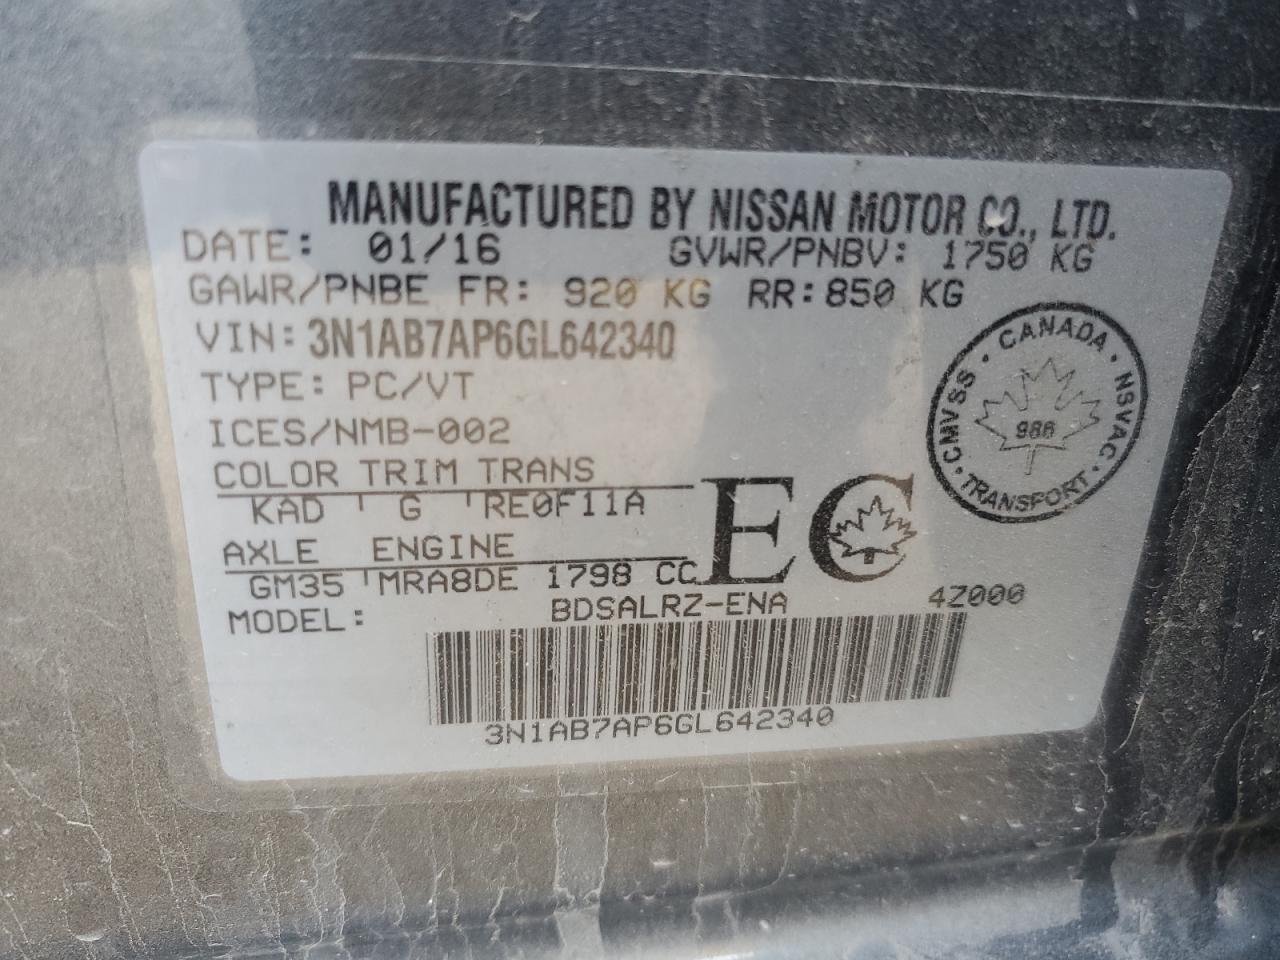 MANUFACTURED BY NISSAN MOTOR CO., LTD.
DATE: 01/16 GVWR/PNBV: 1750 KG
GAWR/PNBE FR: 920 KG RR:850 KG
VIN: 3N1AB7AP6GL642340
TYPE: PC/VT
ICES/NMB-002
COLOR TRIM TRANS
KAD G RE0F11A
AXLE ENGINE
GM35 MRA8DE 1798 CC
EC
MODEL: BDSALRZ-ENA 4Z000
3N1AB7AP6GL642340
CANADA
CMVSS
NSVAC
986
TRANSPORT